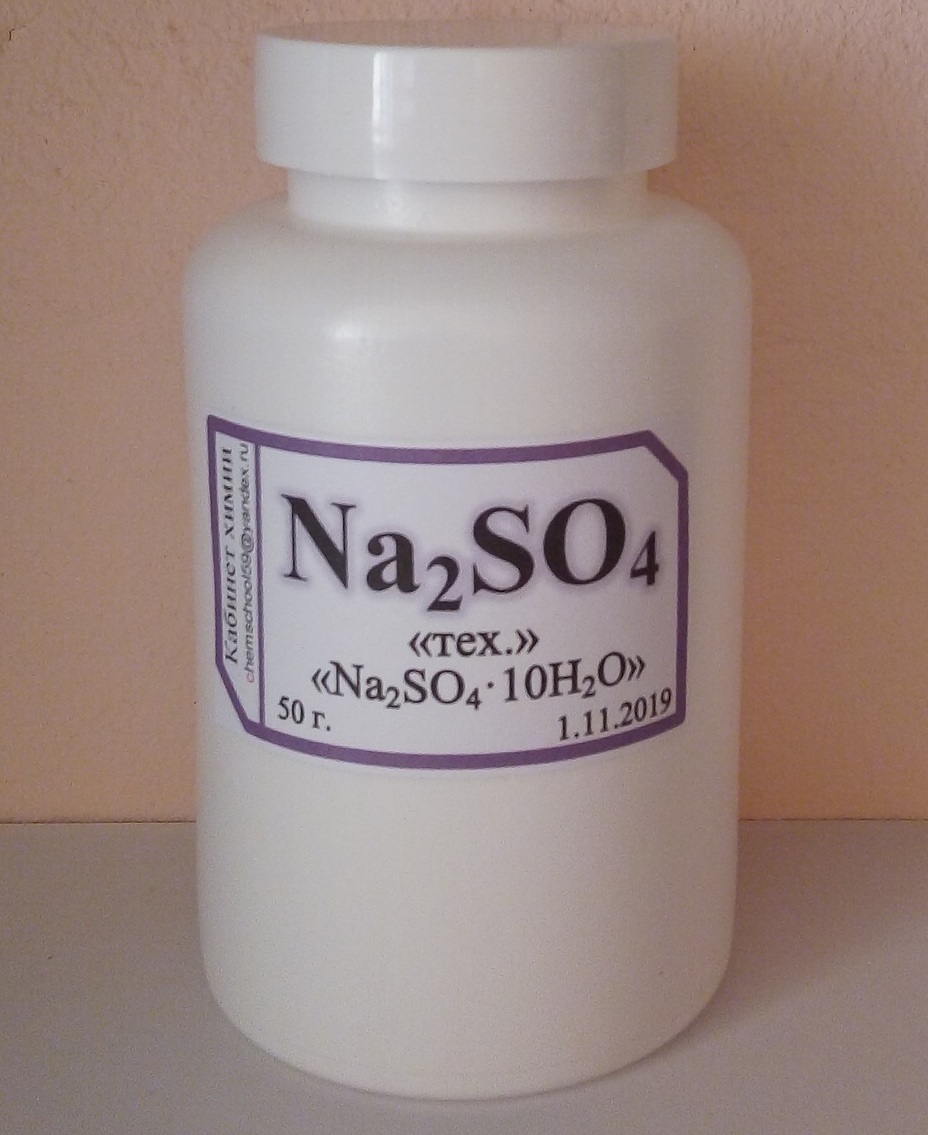 Кабинет химии
chemschool59@yandex.ru
Na₂SO₄
«тех.»
«Na₂SO₄·10H₂O»
50 г.
1.11.2019